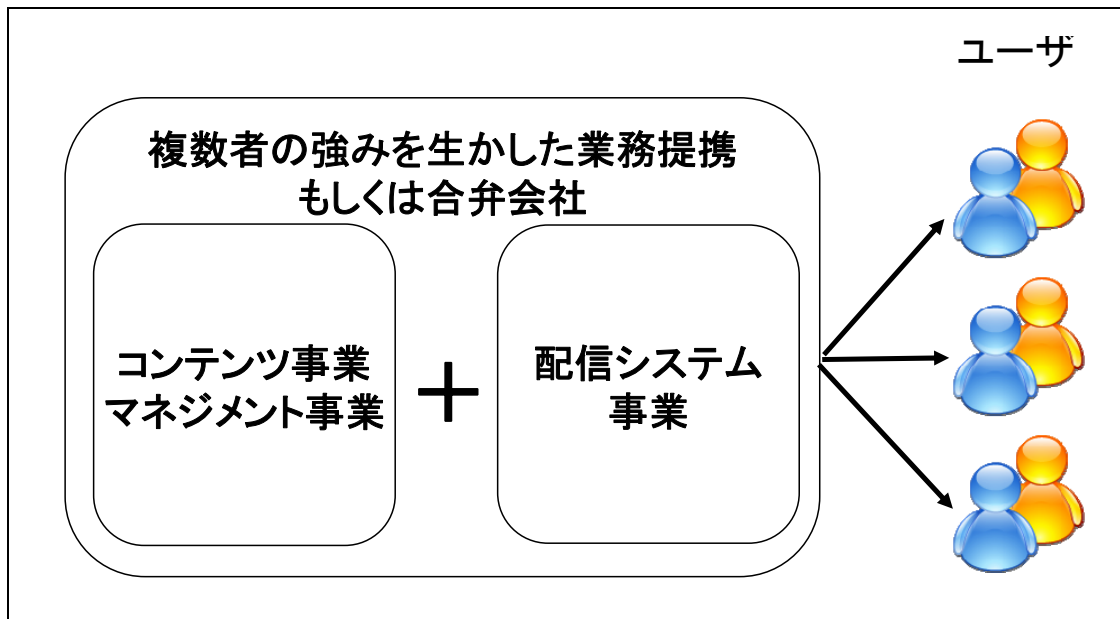 ユーザ
複数者の強みを生かした業務提携
もしくは合弁会社
コンテンツ事業
マネジメント事業
＋
配信システム
事業